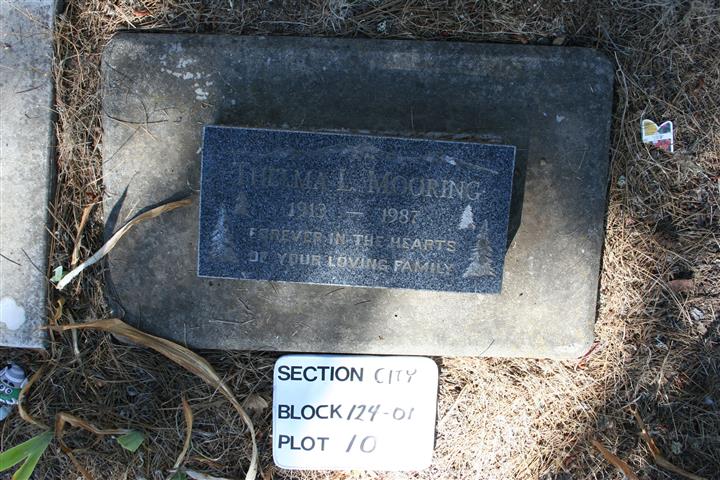 THELMA L. MOORING
1913 — 1987
FOREVER IN THE HEARTS
OF YOUR LOVING FAMILY
SECTION CITY
BLOCK 124-01
PLOT 10